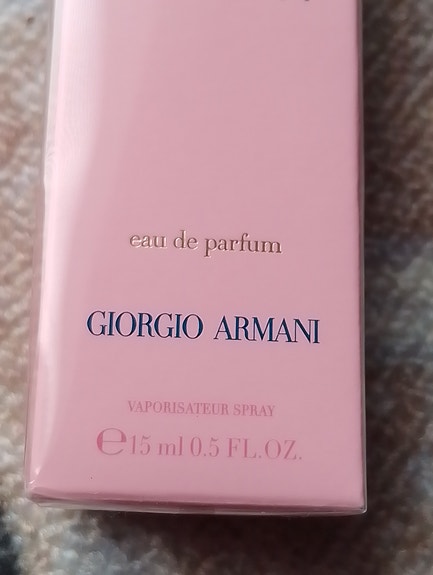 eau de parfum
GIORGIO ARMANI
VAPORISATEUR SPRAY
℮15 ml 0.5 FL.OZ.